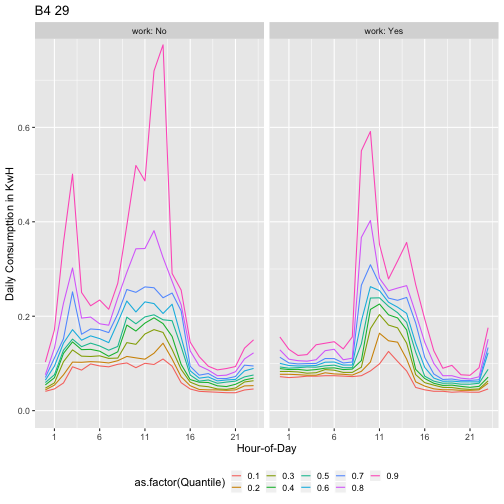 B4 29
work: No
work: Yes
0.6
0.4
0.2
0.0
Daily Consumpttion in KwH
1 6 11 16 21 1 6 11 16 21
Hour-of-Day
as.factor(Quantile)
0.1 0.3 0.5 0.7 0.9
0.2 0.4 0.6 0.8